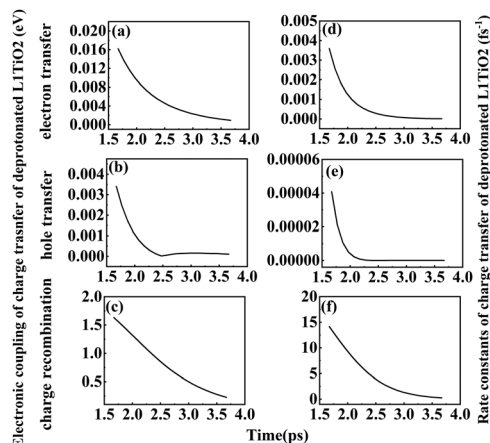 Electronic coupling of charge trasnfer of deprotonated L1TiO2 (eV)
electron transfer
0.020
0.016
0.012
0.008
0.004
0.000
(a)
1.5 2.0 2.5 3.0 3.5 4.0
0.005
0.004
0.003
0.002
0.001
0.000
(d)
1.5 2.0 2.5 3.0 3.5 4.0
hole transfer
0.004
0.003
0.002
0.001
0.000
(b)
1.5 2.0 2.5 3.0 3.5 4.0
0.00006
0.00004
0.00002
0.00000
(e)
1.5 2.0 2.5 3.0 3.5 4.0
charge recombination
2.0
1.5
1.0
0.5
(c)
1.5 2.0 2.5 3.0 3.5 4.0
20
15
10
5
0
(f)
1.5 2.0 2.5 3.0 3.5 4.0
Time(ps)
Rate constants of charge transfer of deprotonated L1TiO2 (fs-1)